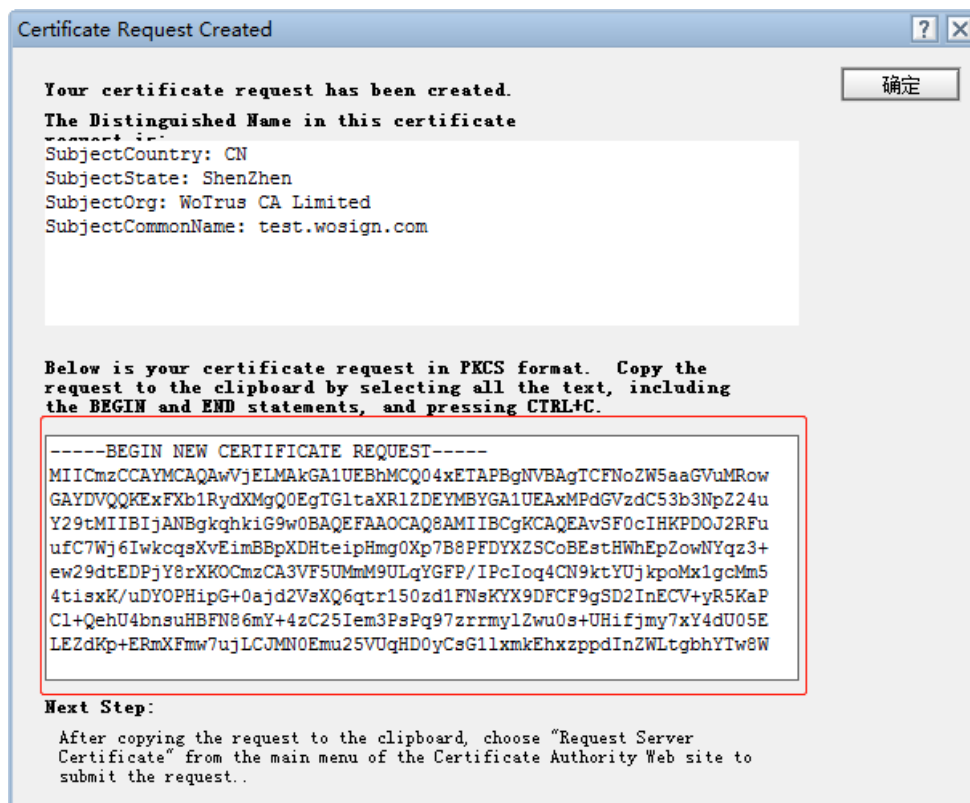 Certificate Request Created
确定
Your certificate request has been created.
The Distinguished Name in this certificate
request is:
SubjectCountry: CN
SubjectState: ShenZhen
SubjectOrg: WoTrus CA Limited
SubjectCommonName: test.wosign.com
Below is your certificate request in PKCS format. Copy the
request to the clipboard by selecting all the text, including
the BEGIN and END statements, and pressing CTRL+C.
-----BEGIN NEW CERTIFICATE REQUEST-----
MIICmzCCAYMCAQAwVjELMAkGA1UEBhMCQ04xETAPBgNVBAgTCFNoZW5aaGVuMRow
GAYDVQQKExFXb1RydXMgQ0EgTGltaXRlZDEYMBYGA1UEAxMPdGVzdC53b3NpZ24u
Y29tMIIBIjANBgkqhkiG9w0BAQEFAAOCAQ8AMIIBCgKCAQEAvSF0cIHKPDOJ2RFu
ufC7Wj6IwkcqsXvEimBBpXDHteipHmg0Xp7B8PFDYXZSCoBEstHWhEpZowNYqz3+
ew29dtEDPjY8rXKOCmzCA3VF5UMmM9ULqYGFP/IPcIoq4CN9ktYUjkpoMx1gcMm5
4tisxK/uDYOPHipG+0ajd2VsXQ6qtr150zd1FNsKYX9DFCF9gSD2InECV+yR5KaP
Cl+QehU4bnsuHBFN86mY+4zC25Iem3PsPq97zrrmylZwu0s+UHifjmy7xY4dU05E
LEZdKp+ERmXFmw7ujLCJMN0Emu25VUqHD0yCsG1lxmkEhxzppdInZWLtgbhYTw8W
Next Step:
After copying the request to the clipboard, choose "Request Server
Certificate" from the main menu of the Certificate Authority Web site to
submit the request..